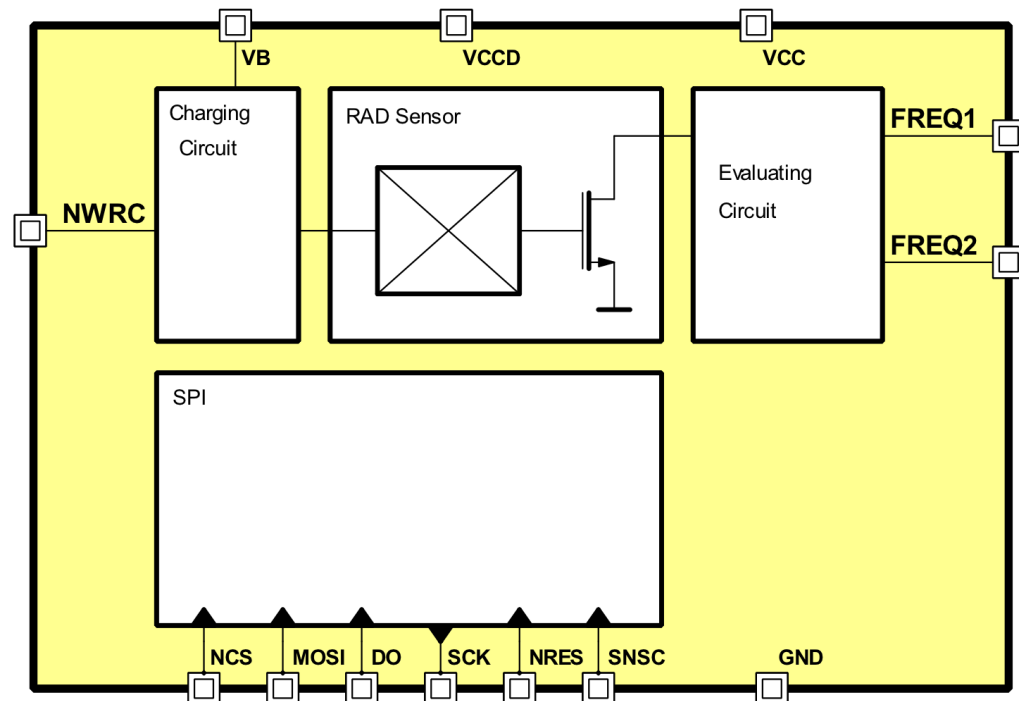 VB
VCCD
VCC
Charging
Circuit
RAD Sensor
Evaluating
Circuit
FREQ1
NWRC
FREQ2
SPI
NCS
MOSI
DO
SCK
NRES
SNSC
GND